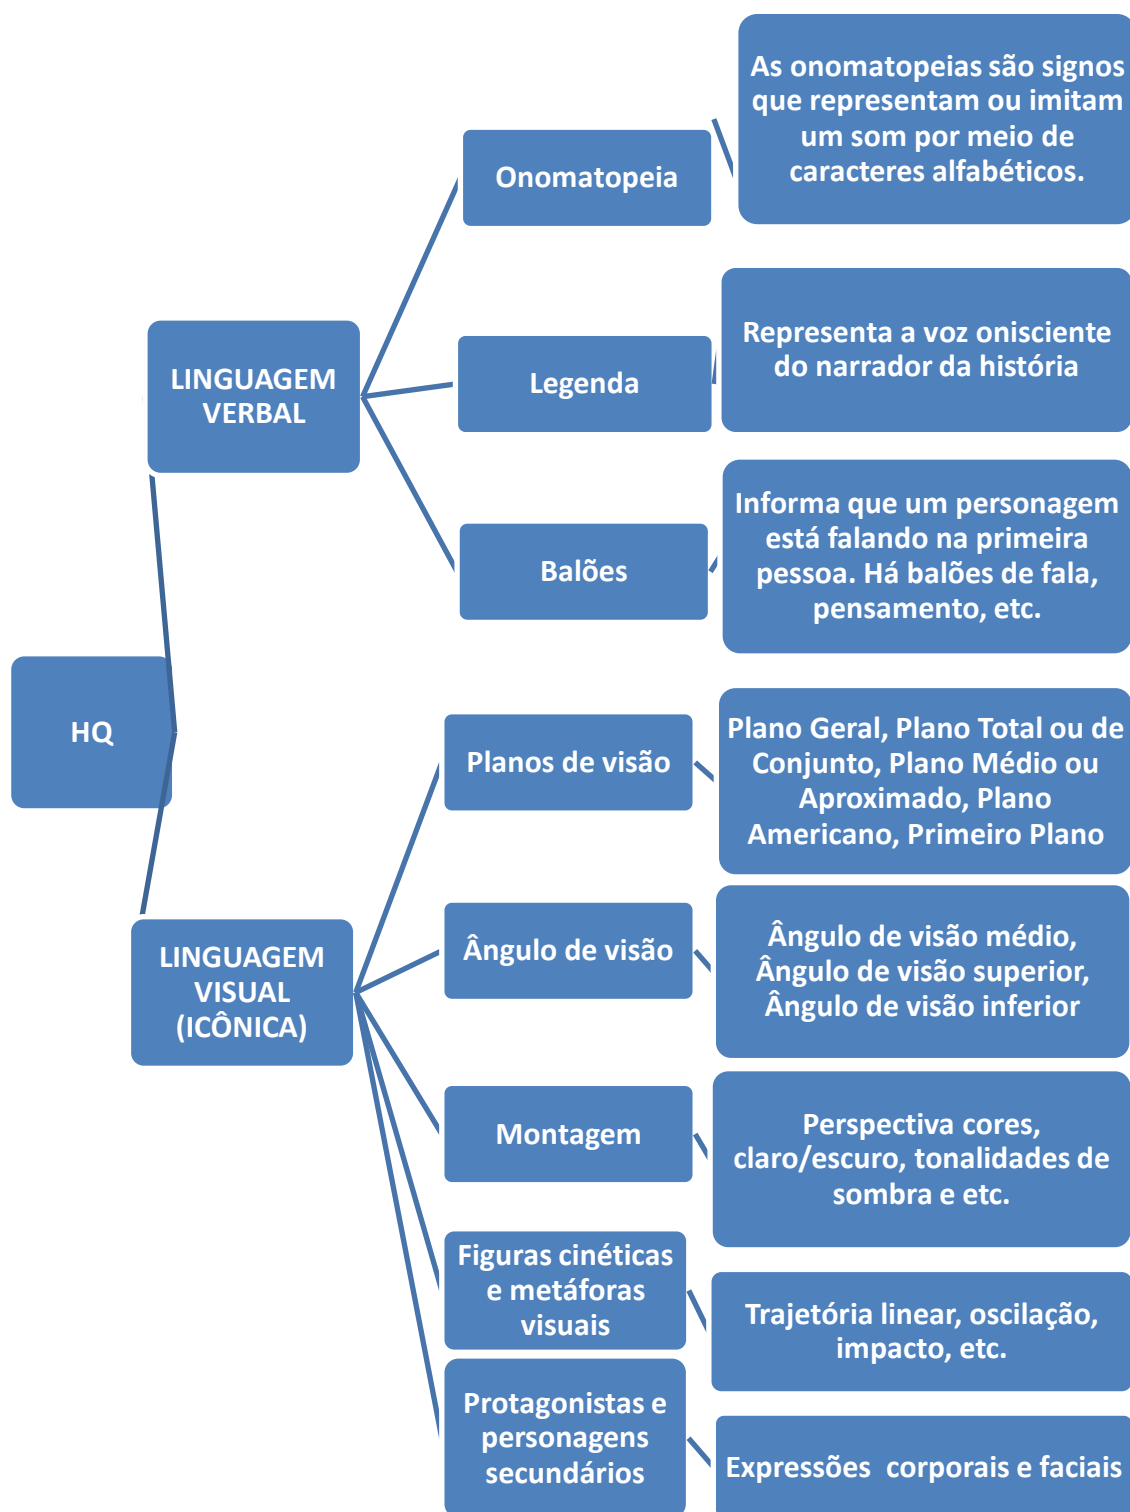 HQ
LINGUAGEM
VERBAL
Onomatopeia
As onomatopeias são signos
que representam ou imitam
um som por meio de
caracteres alfabéticos.
Legenda
Representa a voz onisciente
do narrador da história
Balões
Informa que um personagem
está falando na primeira
pessoa. Há balões de fala,
pensamento, etc.
LINGUAGEM
VISUAL
(ICÔNICA)
Planos de visão
Plano Geral, Plano Total ou de
Conjunto, Plano Médio ou
Aproximado, Plano
Americano, Primeiro Plano
Ângulo de visão
Ângulo de visão médio,
Ângulo de visão superior,
Ângulo de visão inferior
Montagem
Perspectiva cores,
claro/escuro, tonalidades de
sombra e etc.
Figuras cinéticas
e metáforas
visuais
Trajetória linear, oscilação,
impacto, etc.
Protagonistas e
personagens
secundários
Expressões  corporais e faciais